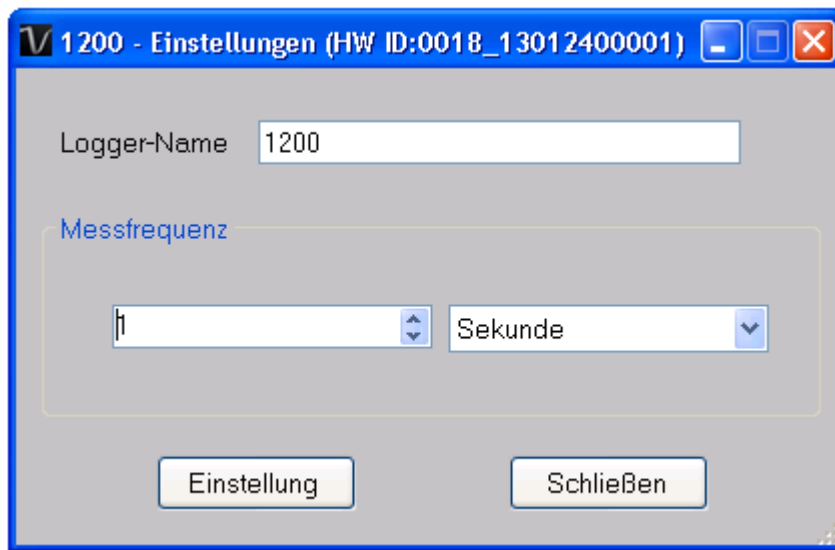 1200 - Einstellungen (HW ID:0018_13012400001)
Logger-Name 1200
Messfrequenz
1 Sekunde
Einstellung Schließen